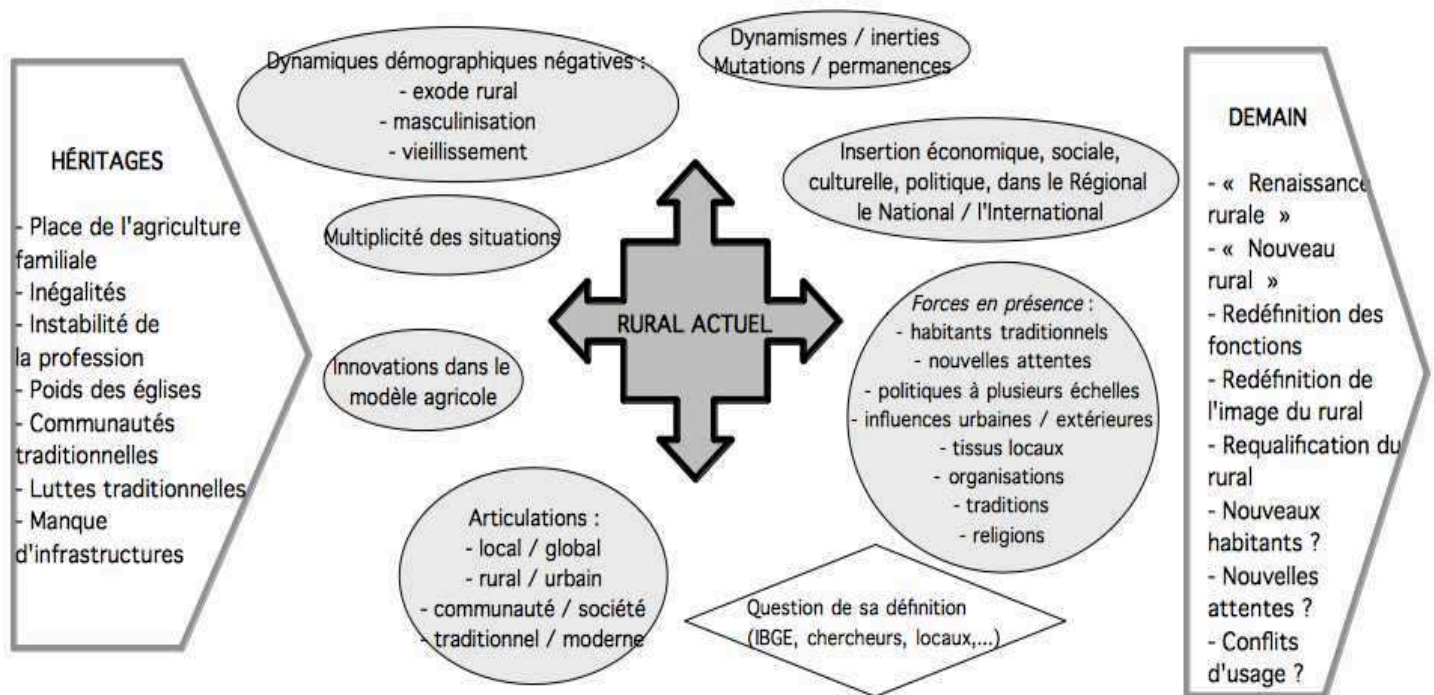 HÉRITAGES
- Place de l'agriculture
familiale
- Inégalités
- Instabilité de
la profession
- Poids des églises
- Communautés
traditionnelles
- Luttes traditionnelles
- Manque
d'infrastructures
Dynamiques démographiques négatives :
- exode rural
- masculinisation
- vieillissement
Multiplicité des situations
Innovations dans le
modèle agricole
Articulations :
- local / global
- rural / urbain
- communauté / société
- traditionnel / moderne
RURAL ACTUEL
Dynamismes / inerties
Mutations / permanences
Insertion économique, sociale,
culturelle, politique, dans le Régional
le National / l'International
Forces en présence :
- habitants traditionnels
- nouvelles attentes
- politiques à plusieurs échelles
- influences urbaines / extérieures
- tissus locaux
- organisations
- traditions
- religions
Question de sa définition
(IBGE, chercheurs, locaux,...)
DEMAIN
- « Renaissance
rurale »
- « Nouveau
rural »
- Redéfinition des
fonctions
- Redéfinition de
l'image du rural
- Requalification du
rural
- Nouveaux
habitants ?
- Nouvelles
attentes ?
- Conflits
d'usage ?